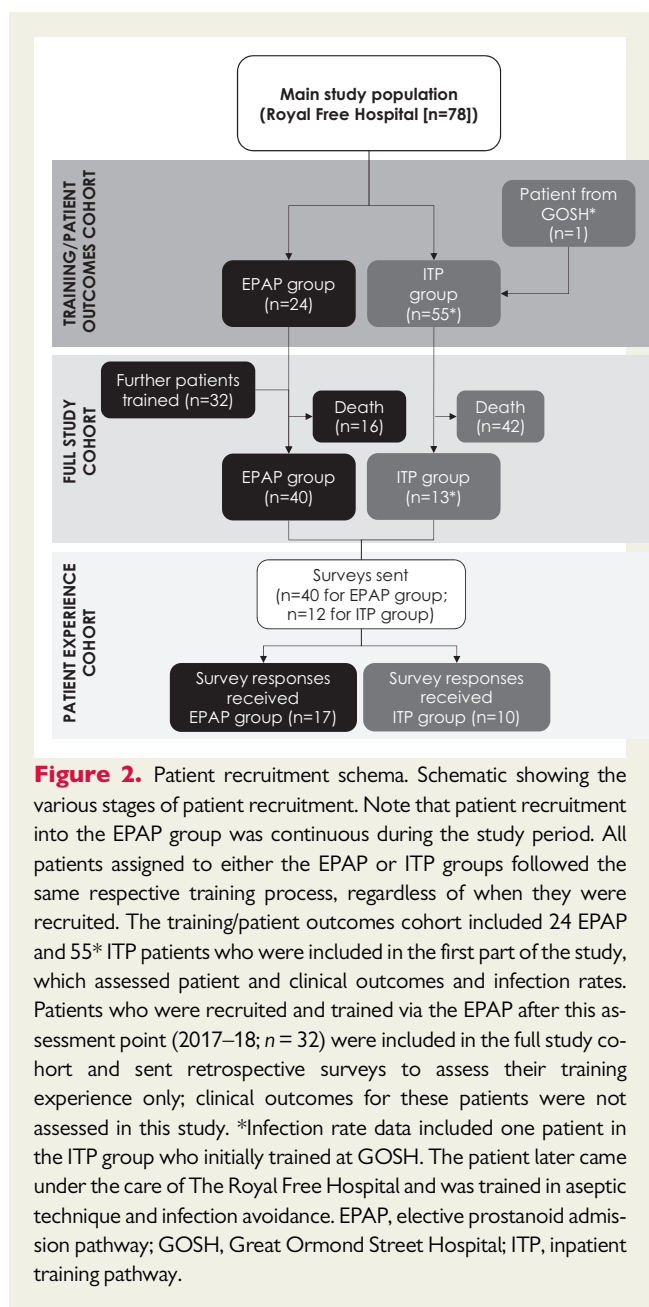 Main study population
(Royal Free Hospital [n=78])
TRAINING/PATIENT
OUTCOMES COHORT
Patient from
GOSH*
(n=1)
EPAP group
(n=24)
ITP
group
(n=55*)
FULL STUDY
COHORT
Further patients
trained (n=32)
Death
(n=16)
Death
(n=42)
EPAP group
(n=40)
ITP group
(n=13*)
PATIENT EXPERIENCE
COHORT
Surveys sent
(n=40 for EPAP group;
n=12 for ITP group)
Survey responses
received
EPAP group (n=17)
Survey responses
received
ITP group (n=10)
Figure 2. Patient recruitment schema. Schematic showing the
various stages of patient recruitment. Note that patient recruitment
into the EPAP group was continuous during the study period. All
patients assigned to either the EPAP or ITP groups followed the
same respective training process, regardless of when they were
recruited. The training/patient outcomes cohort included 24 EPAP
and 55* ITP patients who were included in the first part of the study,
which assessed patient and clinical outcomes and infection rates.
Patients who were recruited and trained via the EPAP after this as-
sessment point (2017–18; n = 32) were included in the full study co-
hort and sent retrospective surveys to assess their training
experience only; clinical outcomes for these patients were not
assessed in this study. *Infection rate data included one patient in
the ITP group who initially trained at GOSH. The patient later came
under the care of The Royal Free Hospital and was trained in aseptic
technique and infection avoidance. EPAP, elective prostanoid admis-
sion pathway; GOSH, Great Ormond Street Hospital; ITP, inpatient
training pathway.